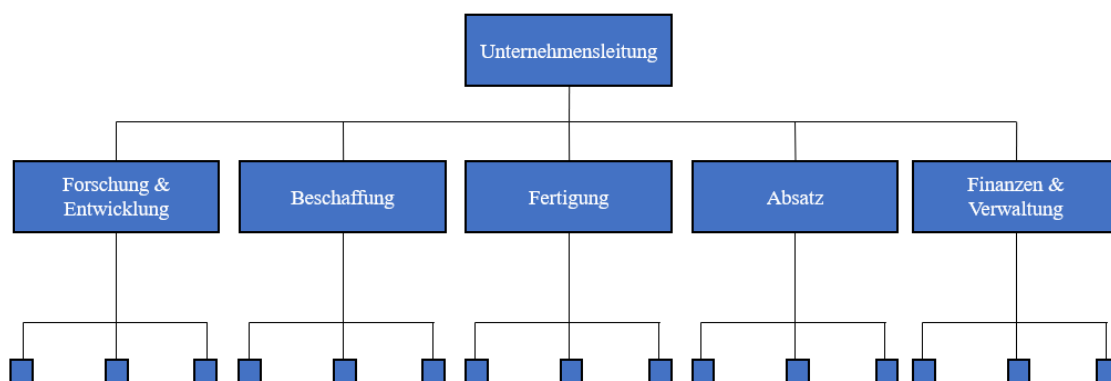 Unternehmensleitung
Forschung &
Entwicklung
Beschaffung
Fertigung
Absatz
Finanzen &
Verwaltung